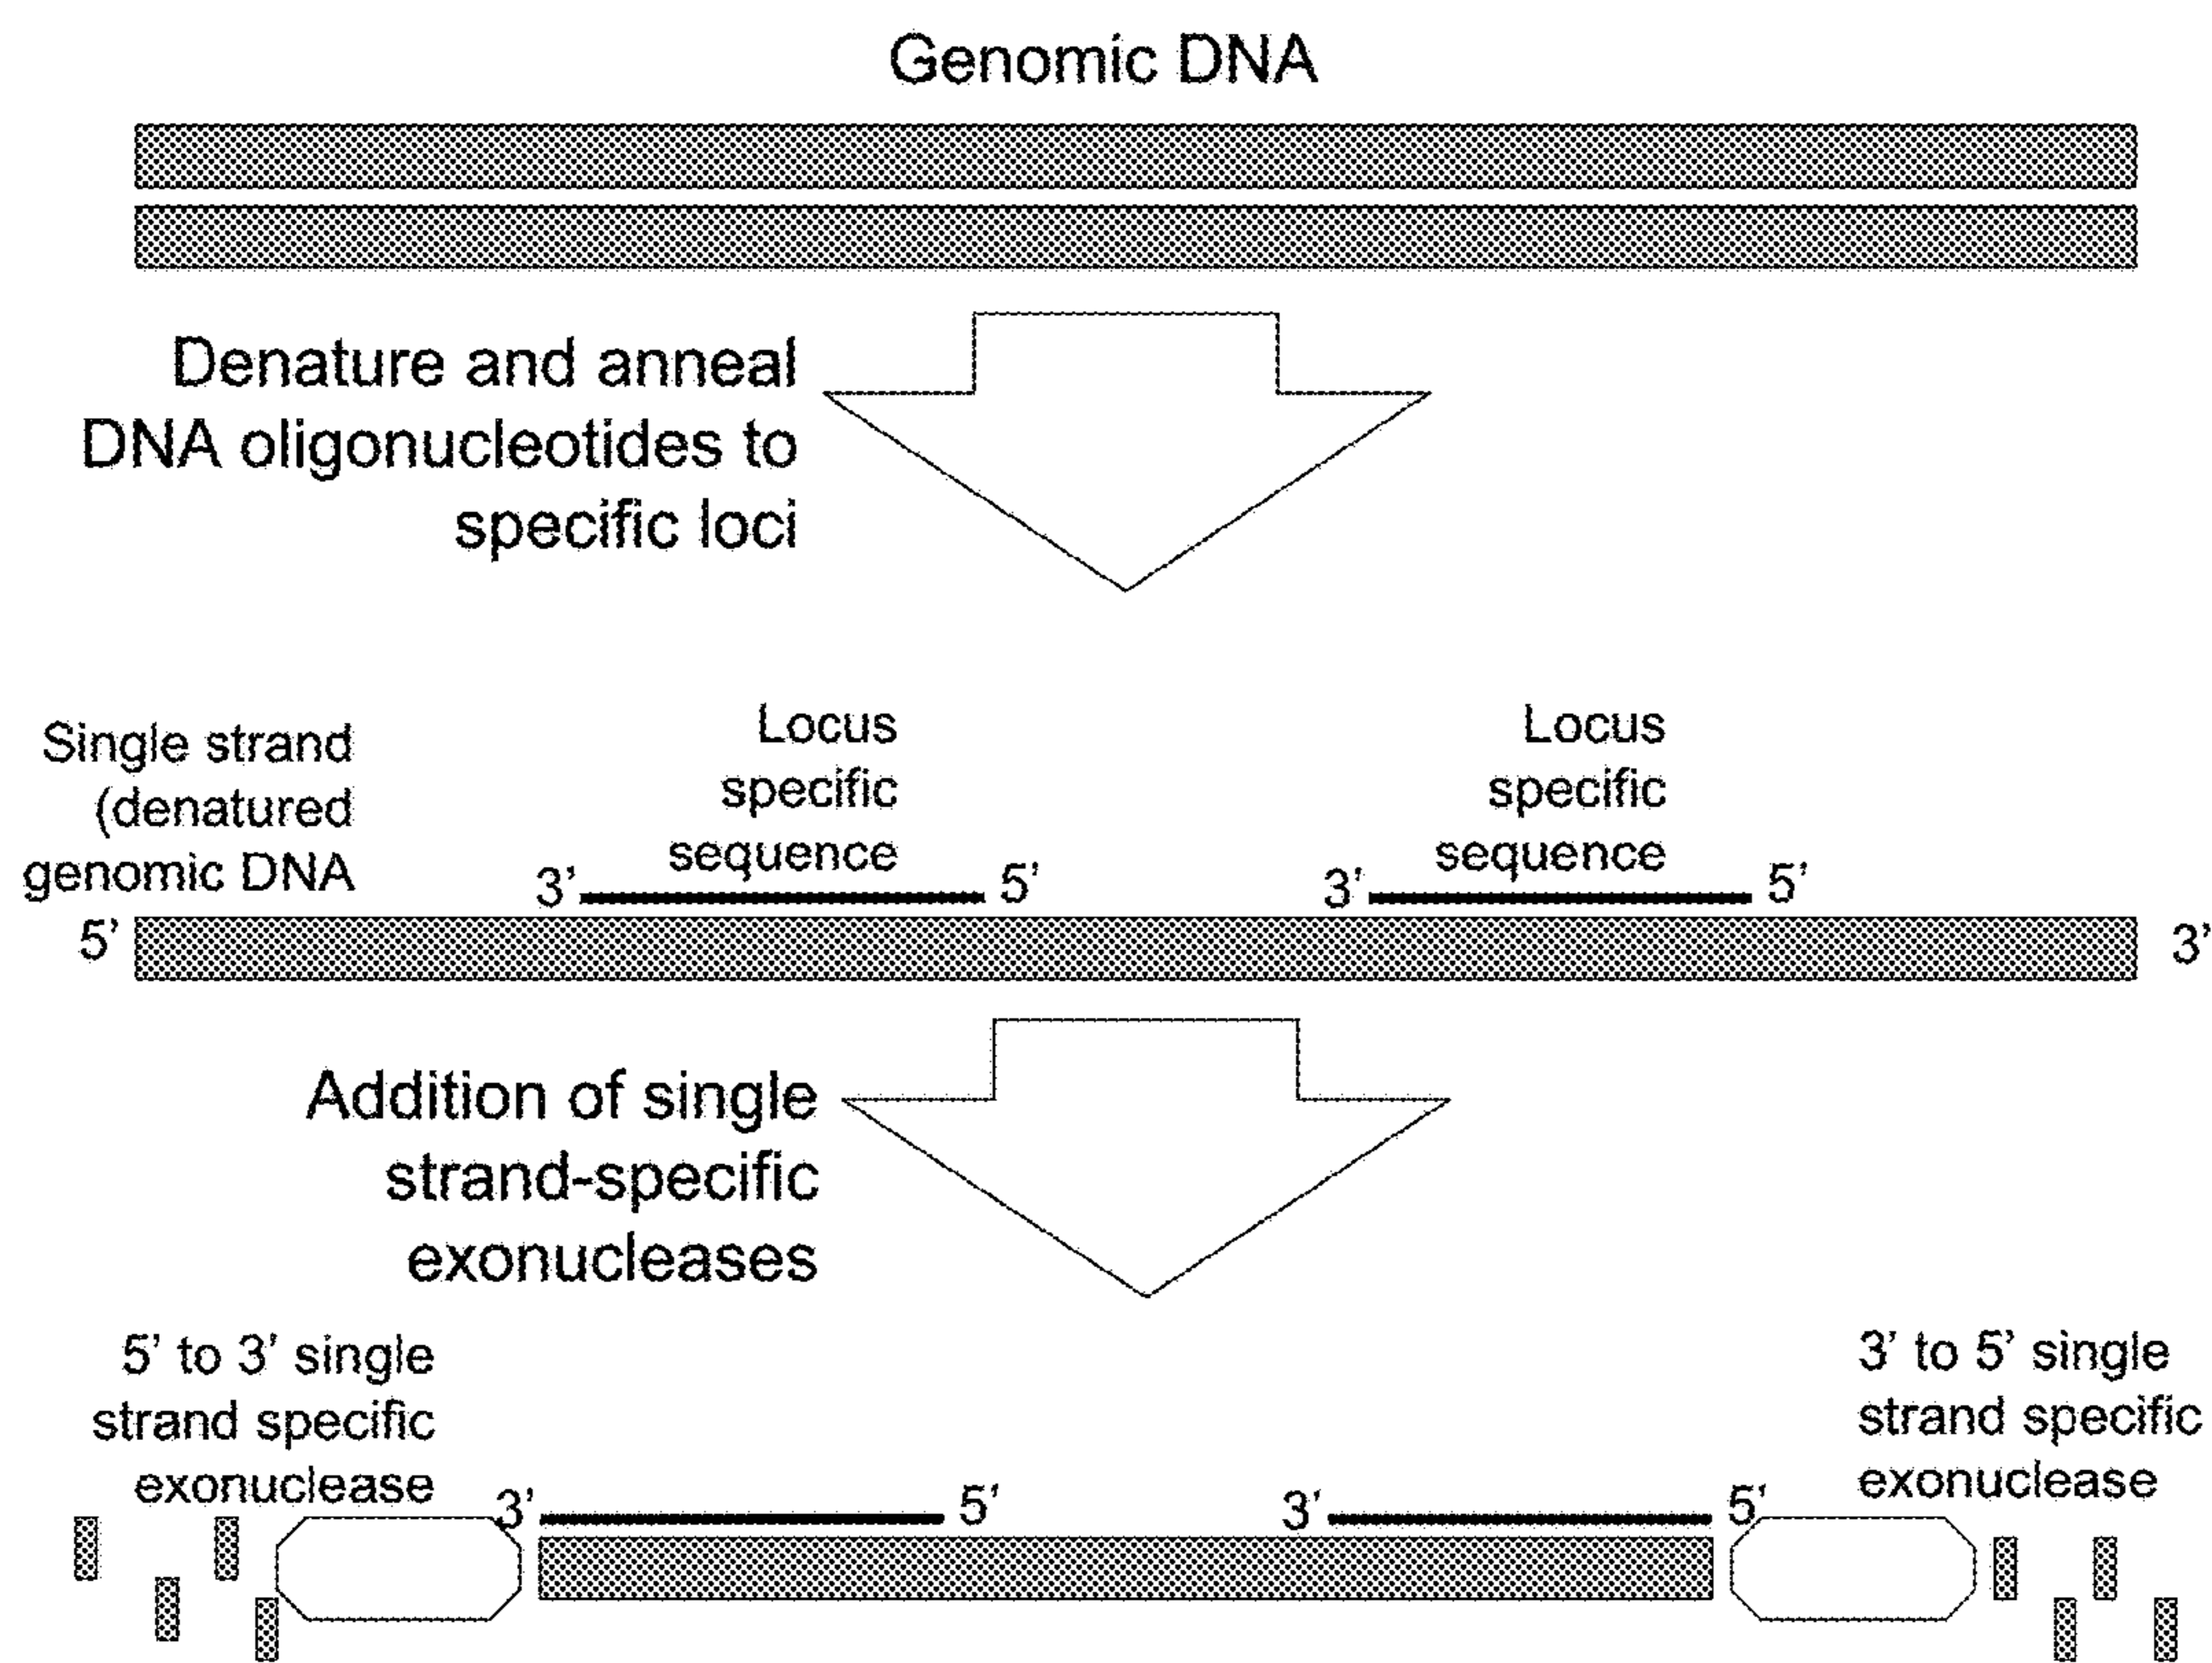 Genomic DNA
Denature and anneal
DNA oligonucleotides to
specific loci
Single strand
(denatured
genomic DNA
Locus
specific
sequence
Locus
specific
sequence
3’
5’
3’
5’
5’
3’
Addition of single
strand-specific
exonucleases
5’ to 3’ single
strand specific
exonuclease
3’ to 5’ single
strand specific
exonuclease
3’
5’
3’
5’